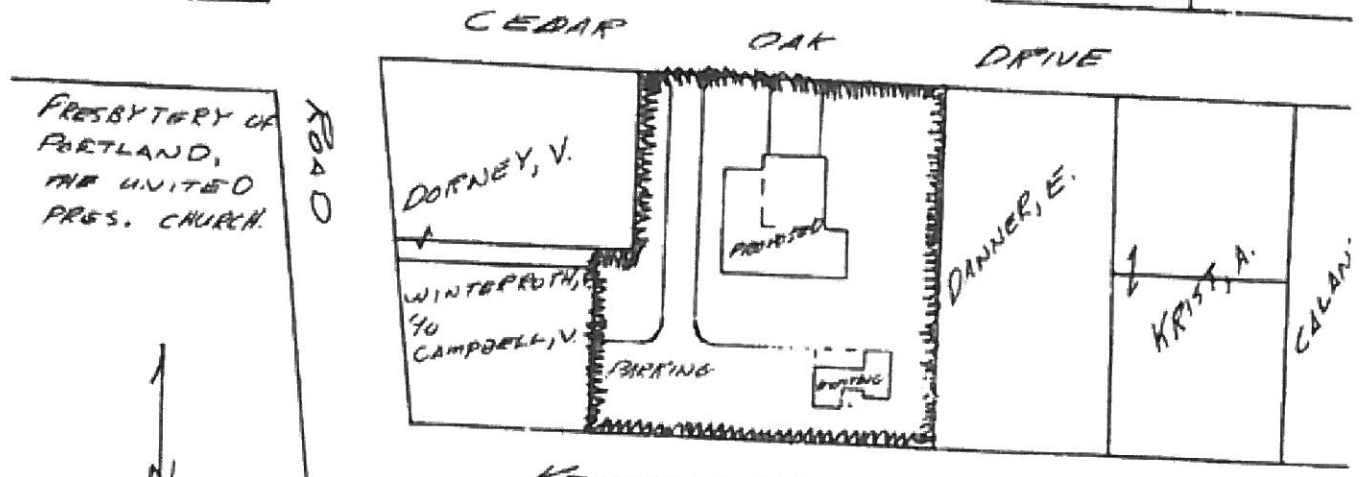 CEDAR OAK DRIVE
PRESBYTERY OF
PORTLAND,
THE UNITED
PRES. CHURCH.
ROAD
DORNEY, V.
WINTERROTH,
c/o
CAMPBELL, V.
PROPOSED
PARKING
EXISTING
DANNER, E.
KRIST, A.
CALAN
N